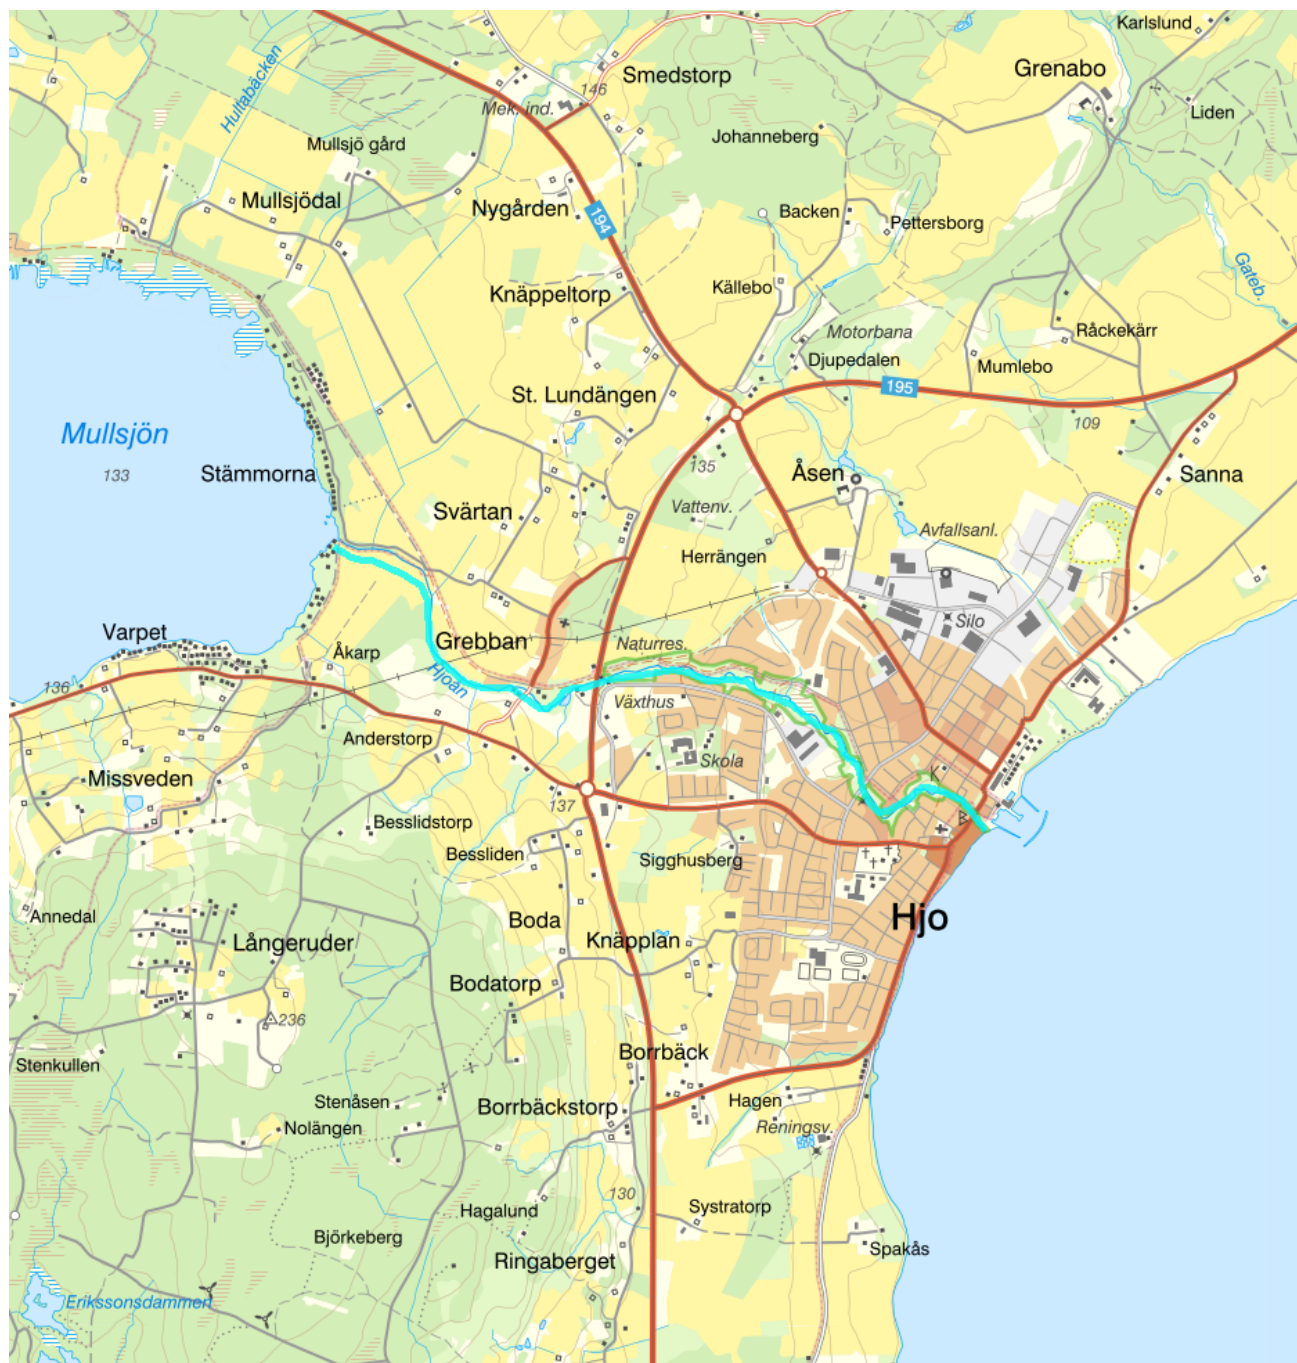 Karlslund
Smedstorp
Grenabo
146
Mek. ind.
Hullabäcken
Liden
Johanneberg
Mullsjö gård
Mullsjödal
Nygården
194
Backen
Pettersborg
Gateb.
Källebo
Knäppeltorp
Motorbana
Råckekärr
Djupedalen
Mumlebo
195
St. Lundängen
109
Mullsjön
135
133
Stämmorna
Åsen
Sanna
Svärtan
Vattenv.
Avfallsanl.
Herrängen
Silo
Varpet
Grebban
Naturres.
Åkarp
Hjoån
136
Växthus
Anderstorp
Skola
Missveden
K
137
Besslidstorp
B
Bessliden
Sigghusberg
Annedal
Boda
Hjo
Långeruder
Knäpplan
Bodatorp
236
Borrbäck
Stenkullen
Stenåsen
Borrbäckstorp
Hagen
Nolängen
Reningsv.
130
Systratorp
Hagalund
Björkeberg
Spakås
Ringaberget
Erikssonsdammen